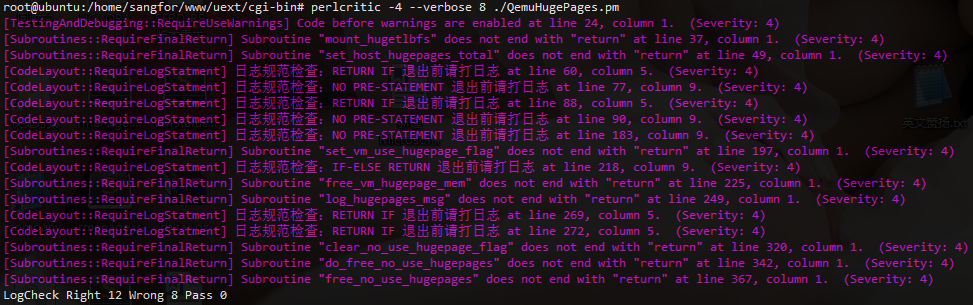 root@ubuntu:/home/sangfor/www/uext/cgi-bin# perlcritic -4 --verbose 8 ./QemuHugePages.pm
[TestingAndDebugging::RequireUseWarnings] Code before warnings are enabled at line 24, column 1.  (Severity: 4)
[Subroutines::RequireFinalReturn] Subroutine "mount_hugetlbfs" does not end with "return" at line 37, column 1.  (Severity: 4)
[Subroutines::RequireFinalReturn] Subroutine "set_host_hugepages_total" does not end with "return" at line 49, column 1.  (Severity: 4)
[CodeLayout::RequireLogStatment] 日志规范检查: RETURN IF 退出前请打日志 at line 60, column 5.  (Severity: 4)
[CodeLayout::RequireLogStatment] 日志规范检查: NO PRE-STATEMENT 退出前请打日志 at line 77, column 9.  (Severity: 4)
[CodeLayout::RequireLogStatment] 日志规范检查: RETURN IF 退出前请打日志 at line 88, column 5.  (Severity: 4)
[CodeLayout::RequireLogStatment] 日志规范检查: NO PRE-STATEMENT 退出前请打日志 at line 90, column 9.  (Severity: 4)
[CodeLayout::RequireLogStatment] 日志规范检查: NO PRE-STATEMENT 退出前请打日志 at line 183, column 9.  (Severity: 4)
[Subroutines::RequireFinalReturn] Subroutine "set_vm_use_hugepage_flag" does not end with "return" at line 197, column 1.  (Severity: 4)
[CodeLayout::RequireLogStatment] 日志规范检查: IF-ELSE RETURN 退出前请打日志 at line 218, column 9.  (Severity: 4)
[Subroutines::RequireFinalReturn] Subroutine "free_vm_hugepage_mem" does not end with "return" at line 225, column 1.  (Severity: 4)
[Subroutines::RequireFinalReturn] Subroutine "log_hugepages_msg" does not end with "return" at line 249, column 1.  (Severity: 4)
[CodeLayout::RequireLogStatment] 日志规范检查: RETURN IF 退出前请打日志 at line 269, column 5.  (Severity: 4)
[CodeLayout::RequireLogStatment] 日志规范检查: RETURN IF 退出前请打日志 at line 272, column 5.  (Severity: 4)
[Subroutines::RequireFinalReturn] Subroutine "clear_no_use_hugepage_flag" does not end with "return" at line 320, column 1.  (Severity: 4)
[Subroutines::RequireFinalReturn] Subroutine "do_free_no_use_hugepages" does not end with "return" at line 342, column 1.  (Severity: 4)
[Subroutines::RequireFinalReturn] Subroutine "free_no_use_hugepages" does not end with "return" at line 367, column 1.  (Severity: 4)
LogCheck Right 12 Wrong 8 Pass 0